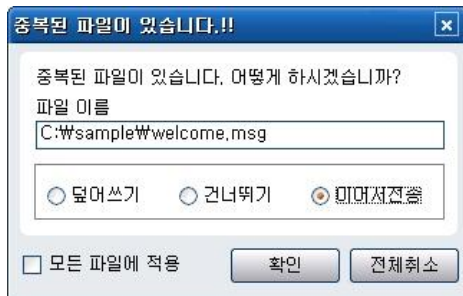 중복된 파일이 있습니다.!!
중복된 파일이 있습니다. 어떻게 하시겠습니까?
파일 이름
C:₩sample₩welcome.msg
덮어쓰기 건너뛰기 이어서전송
모든 파일에 적용 확인 전체취소